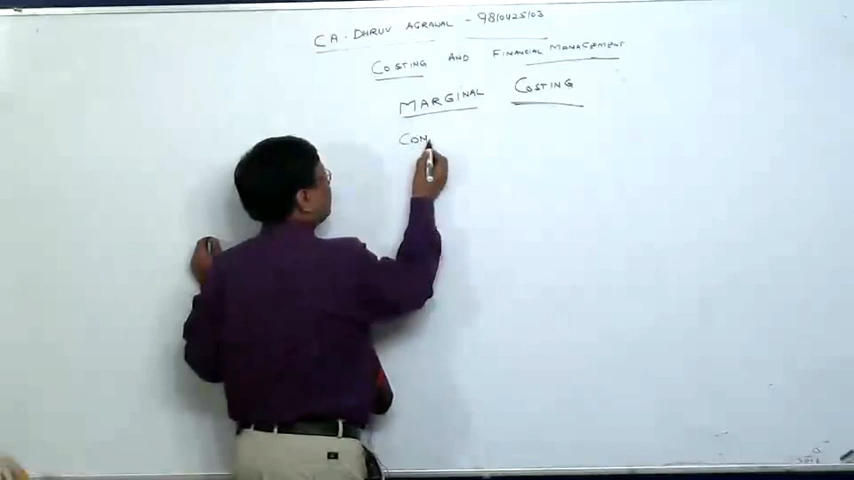 CA. DHRUV AGRAWAL - 9810425103
COSTING AND FINANCIAL MANAGEMENT
MARGINAL COSTING
CON